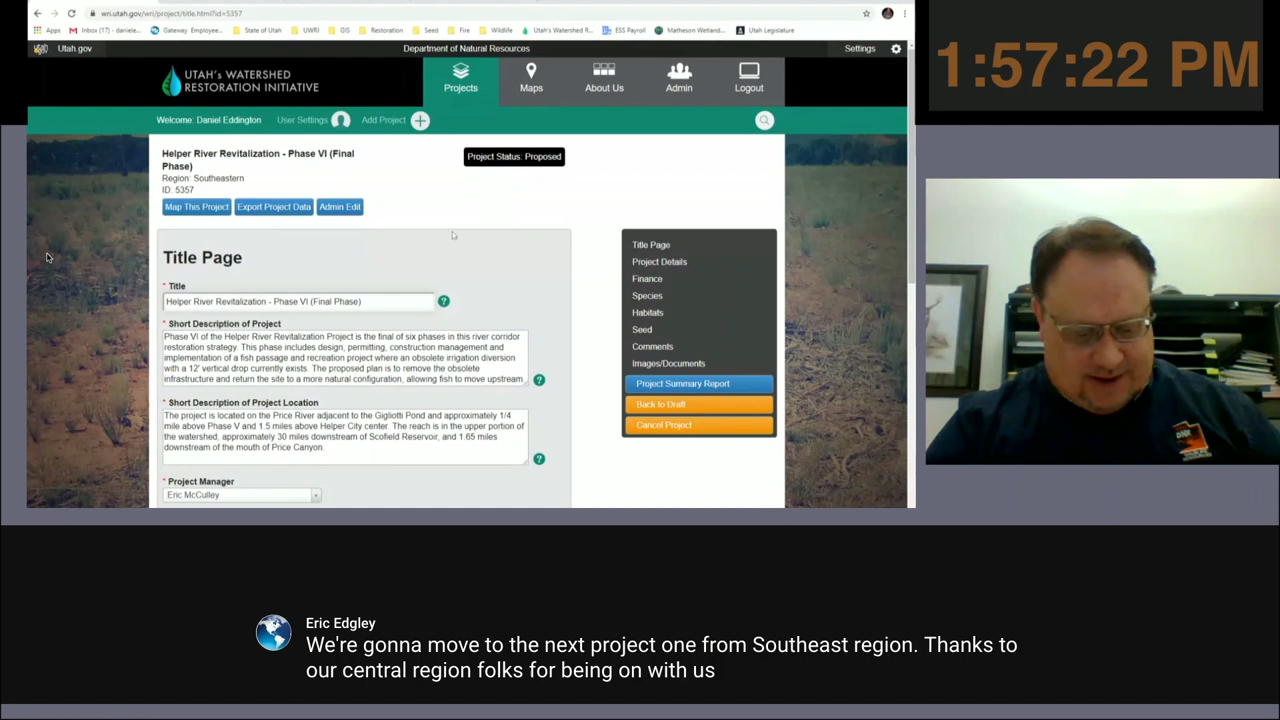 wri.utah.gov/wri/project/title.html?id=5357
Apps
Inbox (17) - daniele...
Gateway Employee...
State of Utah
UWRI
GIS
Restoration
Seed
Fire
Wildlife
Utah's Watershed R...
ESS Payroll
Matheson Wetland...
Utah Legislature
Utah.gov
Department of Natural Resources
Settings
UTAH's WATERSHED
RESTORATION INITIATIVE
Projects
Maps
About Us
Admin
Logout
Welcome: Daniel Eddington
User Settings
Add Project
Helper River Revitalization - Phase VI (Final
Phase)
Region: Southeastern
ID: 5357
Project Status: Proposed
Map This Project
Export Project Data
Admin Edit
Title Page
* Title
Helper River Revitalization - Phase VI (Final Phase)
?
* Short Description of Project
Phase VI of the Helper River Revitalization Project is the final of six phases in this river corridor
restoration strategy. This phase includes design, permitting, construction management and
implementation of a fish passage and recreation project where an obsolete irrigation diversion
with a 12' vertical drop currently exists. The proposed plan is to remove the obsolete
infrastructure and return the site to a more natural configuration, allowing fish to move upstream
?
* Short Description of Project Location
The project is located on the Price River adjacent to the Gigliotti Pond and approximately 1/4
mile above Phase V and 1.5 miles above Helper City center. The reach is in the upper portion of
the watershed, approximately 30 miles downstream of Scofield Reservoir, and 1.65 miles
downstream of the mouth of Price Canyon.
?
* Project Manager
Eric McCulley
Title Page
Project Details
Finance
Species
Habitats
Seed
Comments
Images/Documents
Project Summary Report
Back to Draft
Cancel Project
1:57:22 PM
Eric Edgley
We're gonna move to the next project one from Southeast region. Thanks to
our central region folks for being on with us